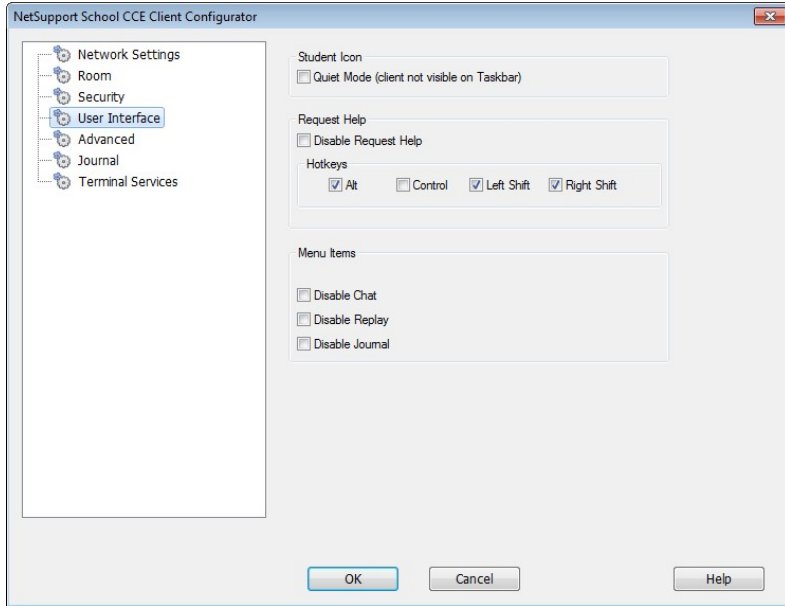 NetSupport School CCE Client Configurator
Network Settings
Room
Security
User Interface
Advanced
Journal
Terminal Services
Student Icon
Quiet Mode (client not visible on Taskbar)
Request Help
Disable Request Help
Hotkeys
Alt Control Left Shift Right Shift
Menu Items
Disable Chat
Disable Replay
Disable Journal
OK Cancel Help